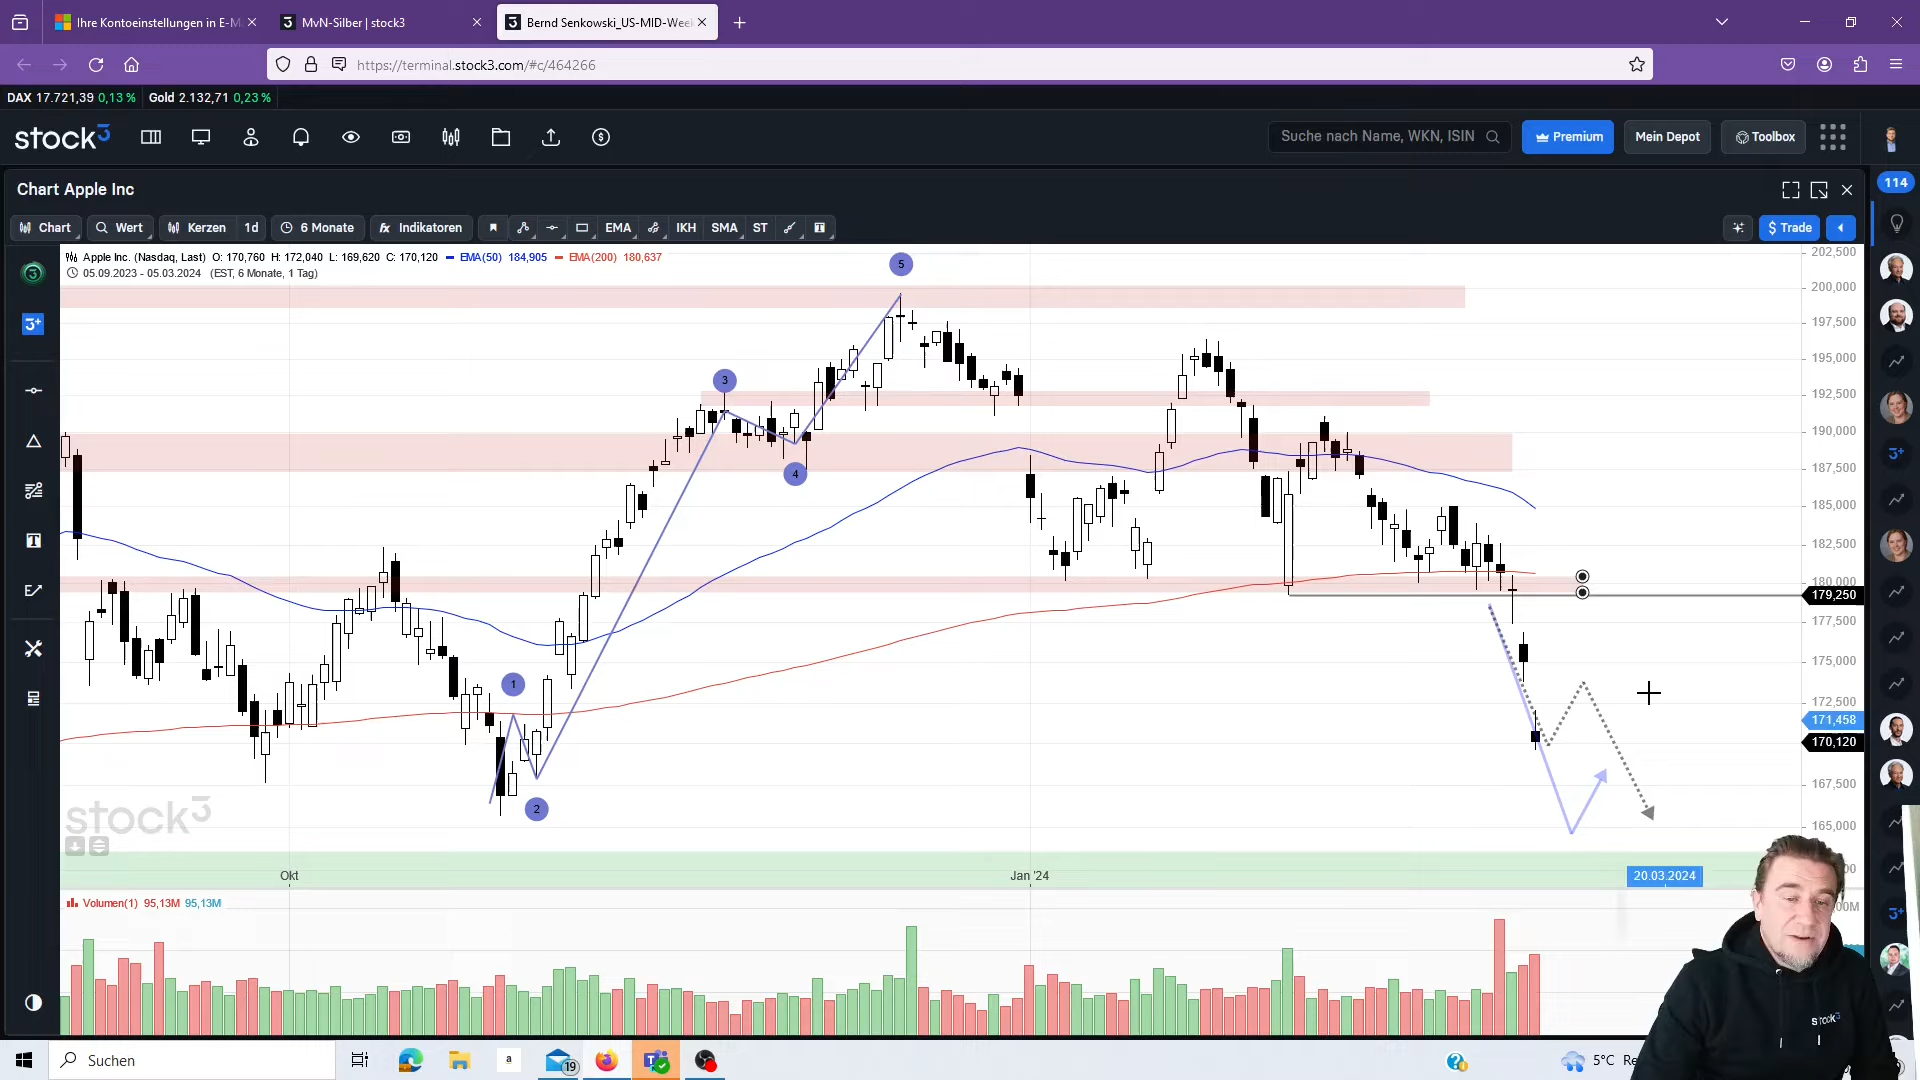 Ihre Kontoeinstellungen in E-M
MvN-Silber | stock3
Bernd Senkowski_US-MID-Week
https://terminal.stock3.com/#c/464266
DAX 17.721,39 0,13 % Gold 2.132,71 0,23 %
stock3
Suche nach Name, WKN, ISIN
Premium
Mein Depot
Toolbox
Chart Apple Inc
114
Chart
Wert
Kerzen
1d
6 Monate
fx Indikatoren
EMA
IKH
SMA
ST
$ Trade
Apple Inc. (Nasdaq, Last) O: 170,760 H: 172,040 L: 169,620 C: 170,120 EMA(50) 184,905 EMA(200) 180,637
05.09.2023 - 05.03.2024 (EST, 6 Monate, 1 Tag)
202,500
200,000
197,500
195,000
192,500
190,000
187,500
185,000
182,500
180,000
179,250
177,500
175,000
172,500
171,458
170,120
167,500
165,000
5
3
4
1
2
stock3
Okt
Jan '24
20.03.2024
Volumen(1) 95,13M 95,13M
00M
stock3
Suchen
19
5°C Re